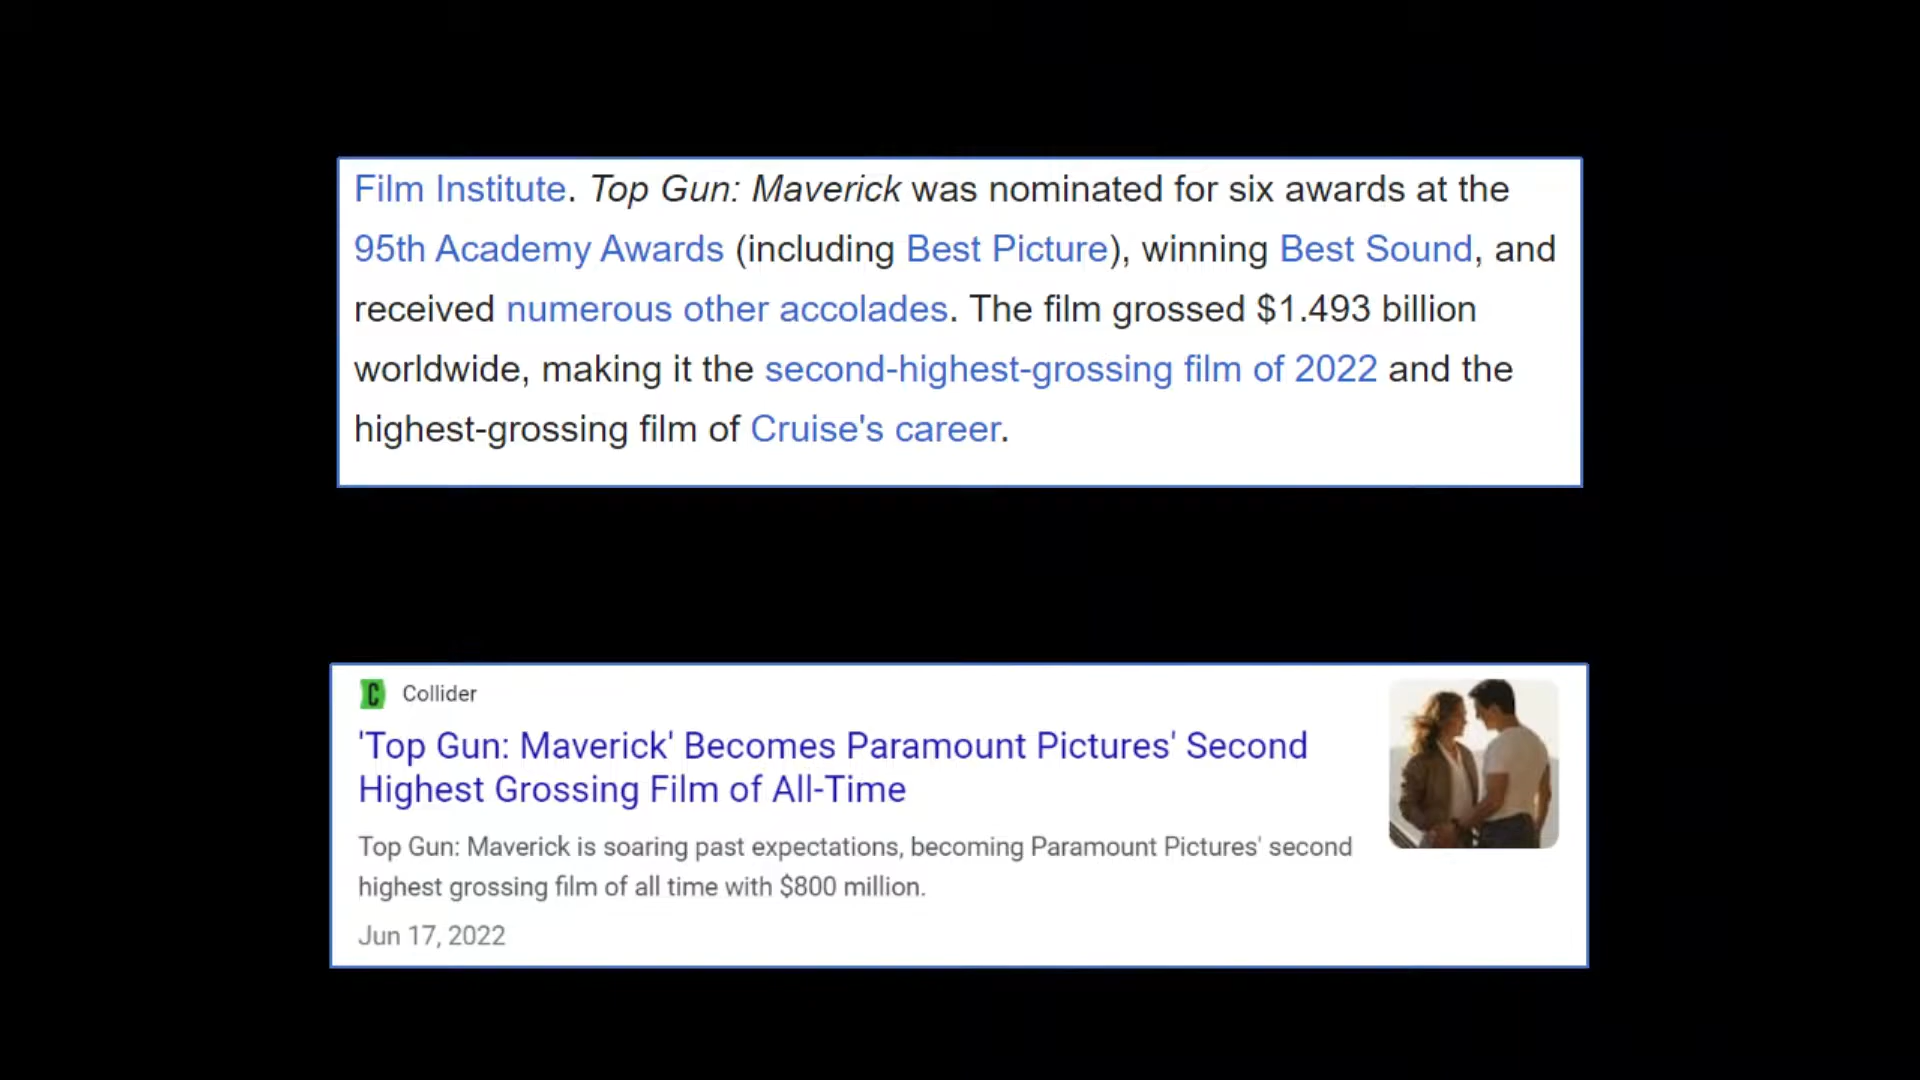 Film Institute. Top Gun: Maverick was nominated for six awards at the
95th Academy Awards (including Best Picture), winning Best Sound, and
received numerous other accolades. The film grossed $1.493 billion
worldwide, making it the second-highest-grossing film of 2022 and the
highest-grossing film of Cruise's career.
C Collider
'Top Gun: Maverick' Becomes Paramount Pictures' Second
Highest Grossing Film of All-Time
Top Gun: Maverick is soaring past expectations, becoming Paramount Pictures' second
highest grossing film of all time with $800 million.
Jun 17, 2022